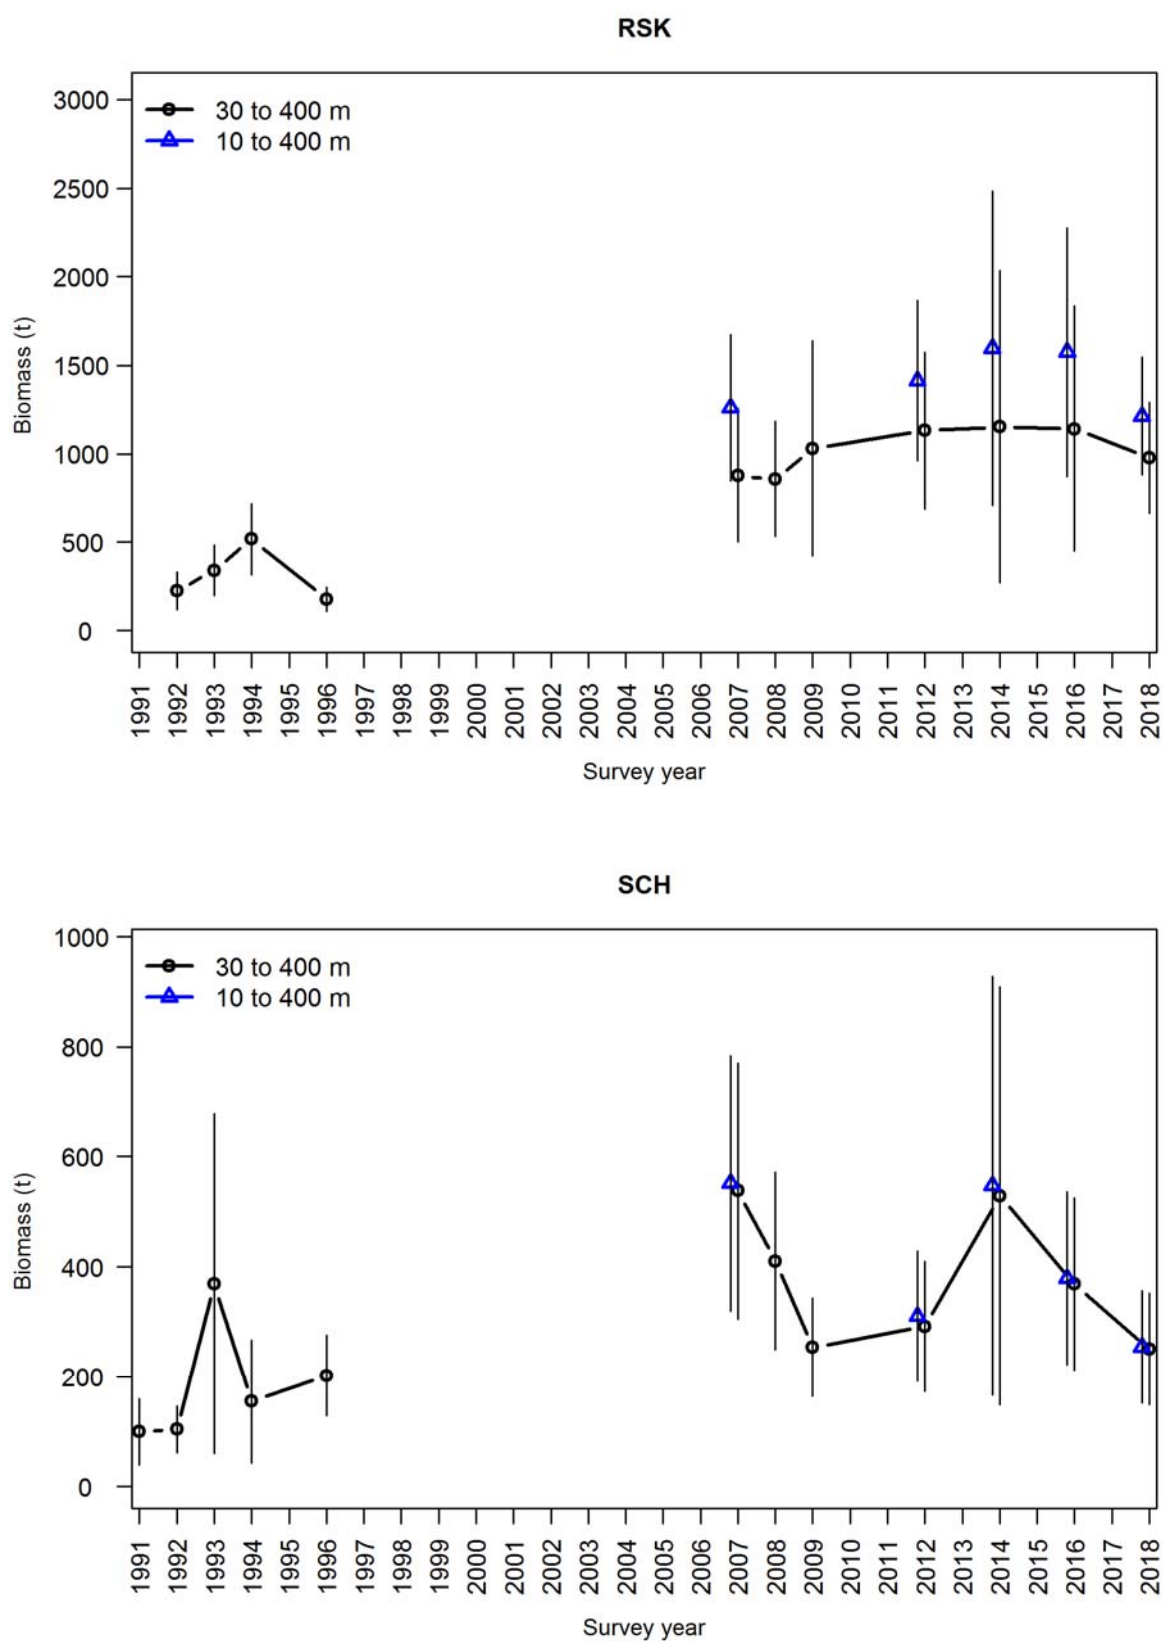 RSK
30 to 400 m
10 to 400 m
3000
2500
2000
1500
1000
500
0
Biomass (t)
1991 1992 1993 1994 1995 1996 1997 1998 1999 2000 2001 2002 2003 2004 2005 2006 2007 2008 2009 2010 2011 2012 2013 2014 2015 2016 2017 2018
Survey year
SCH
30 to 400 m
10 to 400 m
1000
800
600
400
200
0
Biomass (t)
1991 1992 1993 1994 1995 1996 1997 1998 1999 2000 2001 2002 2003 2004 2005 2006 2007 2008 2009 2010 2011 2012 2013 2014 2015 2016 2017 2018
Survey year